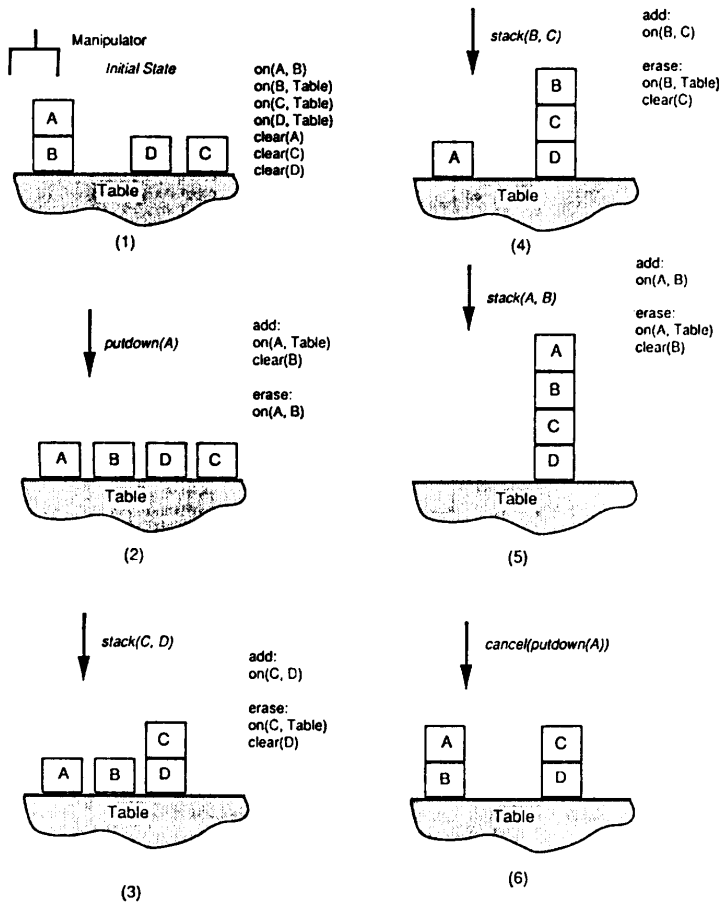 Manipulator
Initial State
on(A, B)
on(B, Table)
on(C, Table)
on(D, Table)
clear(A)
clear(C)
clear(D)
A
B
D
C
Table
(1)
putdown(A)
add:
on(A, Table)
clear(B)
erase:
on(A, B)
A
B
D
C
Table
(2)
stack(C, D)
add:
on(C, D)
erase:
on(C, Table)
clear(D)
C
A
B
D
Table
(3)
stack(B, C)
add:
on(B, C)
erase:
on(B, Table)
clear(C)
B
C
A
D
Table
(4)
stack(A, B)
add:
on(A, B)
erase:
on(A, Table)
clear(B)
A
B
C
D
Table
(5)
cancel(putdown(A))
A
C
B
D
Table
(6)